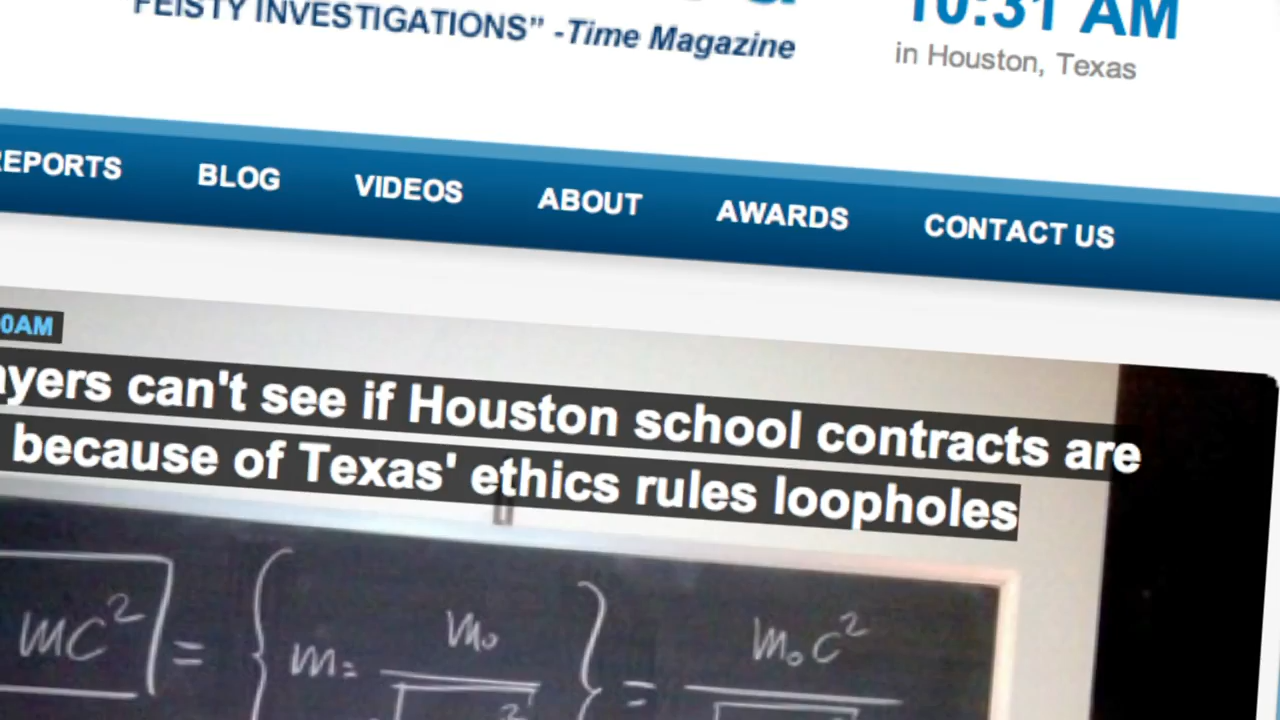 FEISTY INVESTIGATIONS” -Time Magazine
10:31 AM
in Houston, Texas
REPORTS BLOG VIDEOS ABOUT AWARDS CONTACT US
0AM
ayers can't see if Houston school contracts are
because of Texas' ethics rules loopholes
mc² = { m = m₀ } = m₀c²